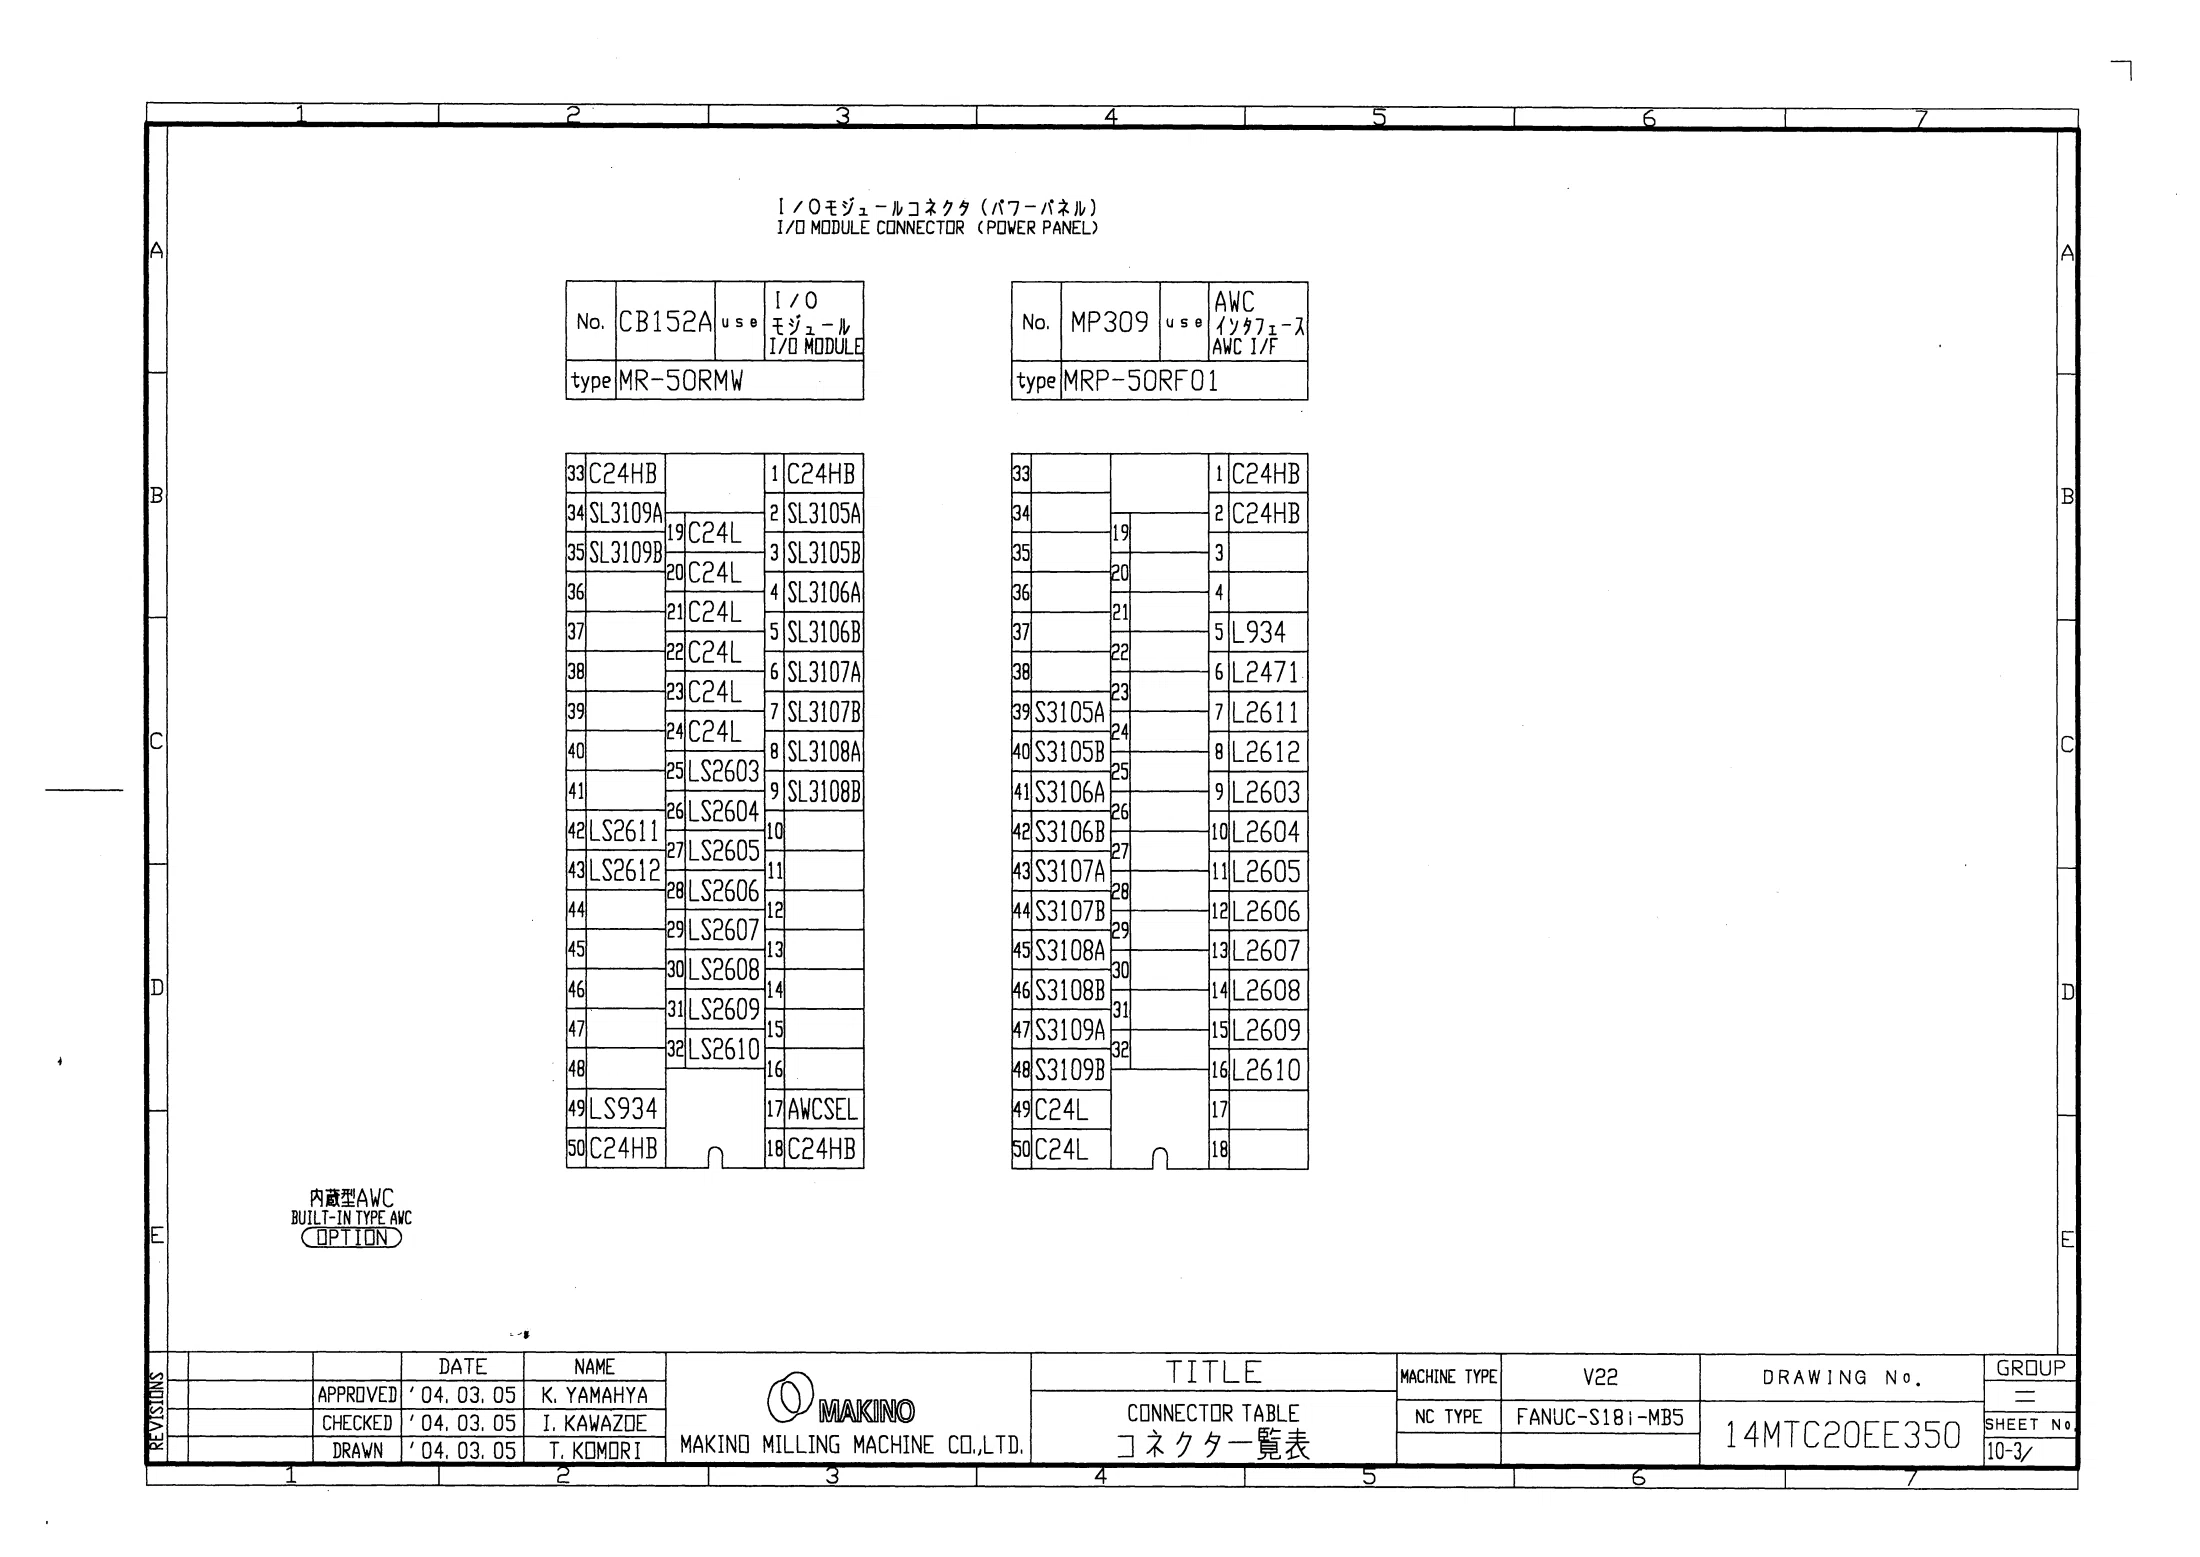 1 2 3 4 5 6 7
I/Oモジュールコネクタ（パワーパネル）
I/O MODULE CONNECTOR (POWER PANEL)
A A
No. CB152A use I/O
モジュール
I/O MODULE
type MR-50RMW
No. MP309 use AWC
インタフェース
AWC I/F
type MRP-50RF01
B B
C C
D D
E E
33 C24HB
34 SL3109A
35 SL3109B
36
37
38
39
40
41
42 LS2611
43 LS2612
44
45
46
47
48
49 LS934
50 C24HB
19 C24L
20 C24L
21 C24L
22 C24L
23 C24L
24 C24L
25 LS2603
26 LS2604
27 LS2605
28 LS2606
29 LS2607
30 LS2608
31 LS2609
32 LS2610
1 C24HB
2 SL3105A
3 SL3105B
4 SL3106A
5 SL3106B
6 SL3107A
7 SL3107B
8 SL3108A
9 SL3108B
10
11
12
13
14
15
16
17 AWCSEL
18 C24HB
33
34
35
36
37
38
39 S3105A
40 S3105B
41 S3106A
42 S3106B
43 S3107A
44 S3107B
45 S3108A
46 S3108B
47 S3109A
48 S3109B
49 C24L
50 C24L
19
20
21
22
23
24
25
26
27
28
29
30
31
32
1 C24HB
2 C24HB
3
4
5 L934
6 L2471
7 L2611
8 L2612
9 L2603
10 L2604
11 L2605
12 L2606
13 L2607
14 L2608
15 L2609
16 L2610
17
18
内蔵型AWC
BUILT-IN TYPE AWC
OPTION
REVISIONS
DATE NAME
APPROVED '04.03.05 K. YAMAHYA
CHECKED '04.03.05 I. KAWAZOE
DRAWN '04.03.05 T. KOMORI
MAKINO
MAKINO MILLING MACHINE CO.,LTD.
TITLE
CONNECTOR TABLE
コネクタ一覧表
MACHINE TYPE V22
NC TYPE FANUC-S18i-MB5
DRAWING No.
14MTC20EE350
GROUP
二
SHEET No.
10-3/
1 2 3 4 5 6 7